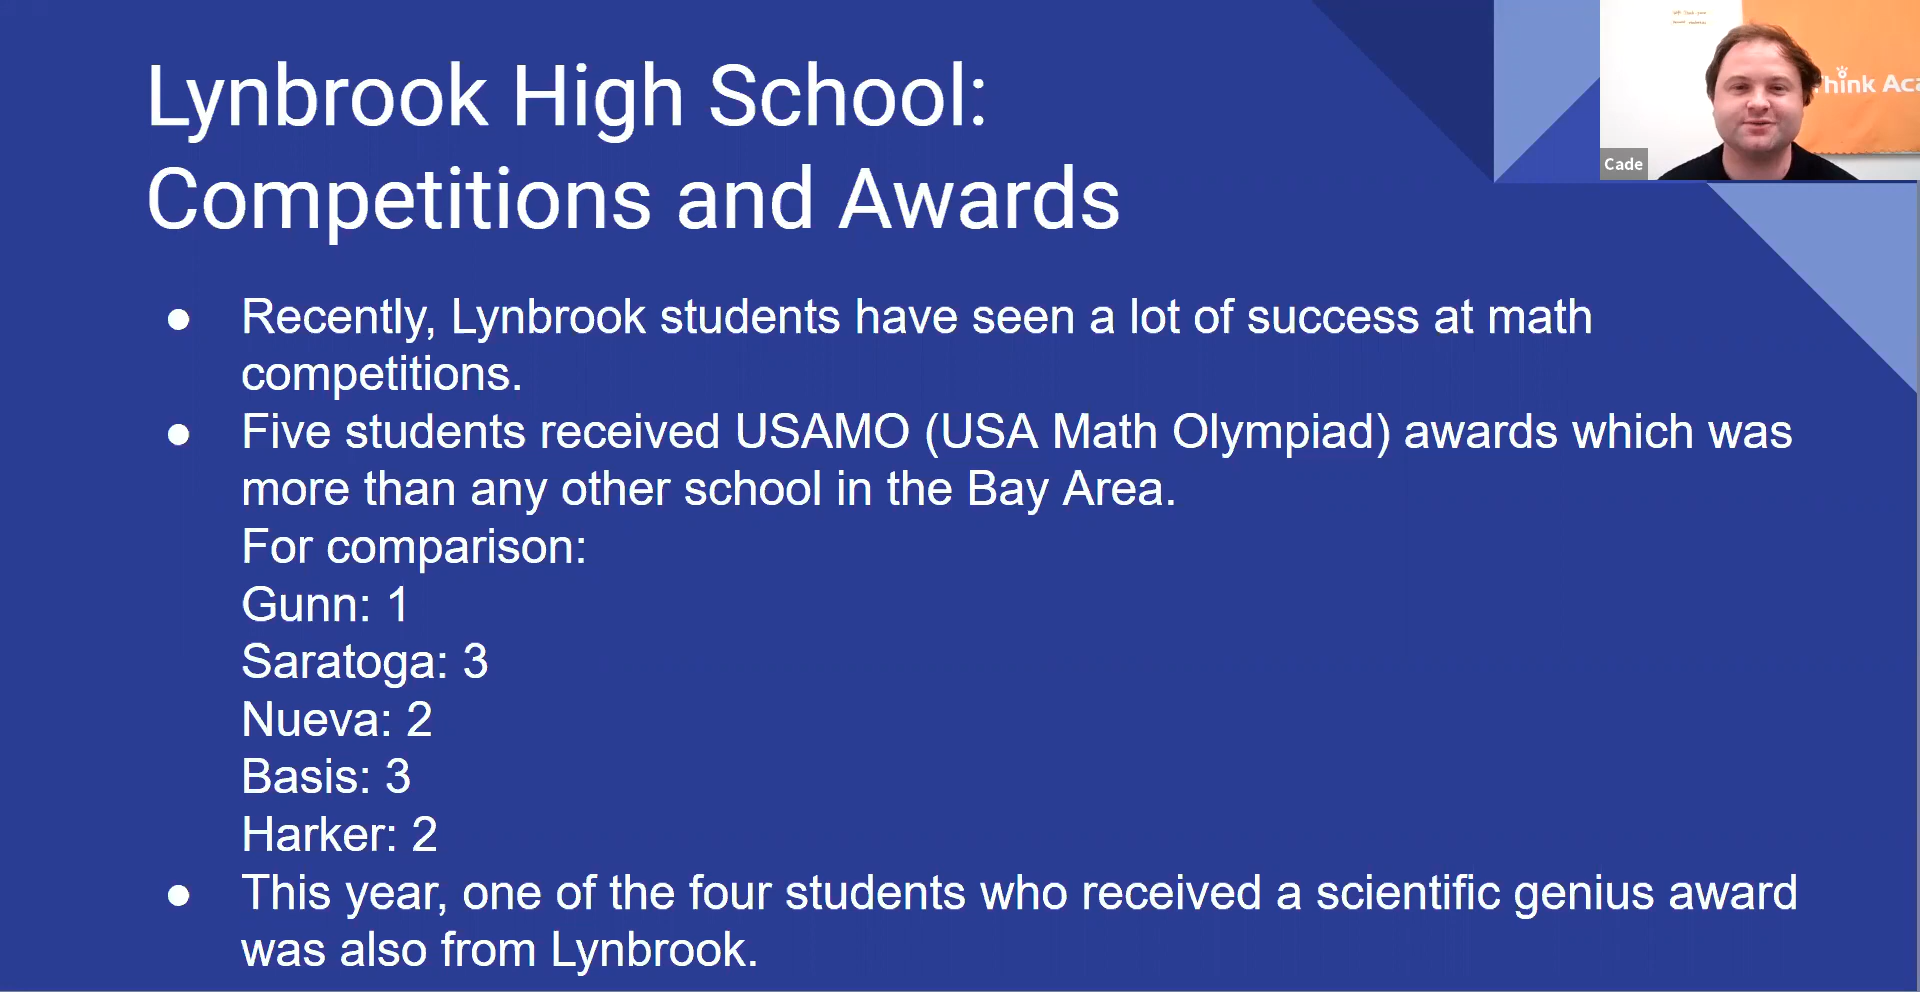 Lynbrook High School:
Competitions and Awards
● Recently, Lynbrook students have seen a lot of success at math
competitions.
● Five students received USAMO (USA Math Olympiad) awards which was
more than any other school in the Bay Area.
For comparison:
Gunn: 1
Saratoga: 3
Nueva: 2
Basis: 3
Harker: 2
● This year, one of the four students who received a scientific genius award
was also from Lynbrook.
Think Aca
Cade